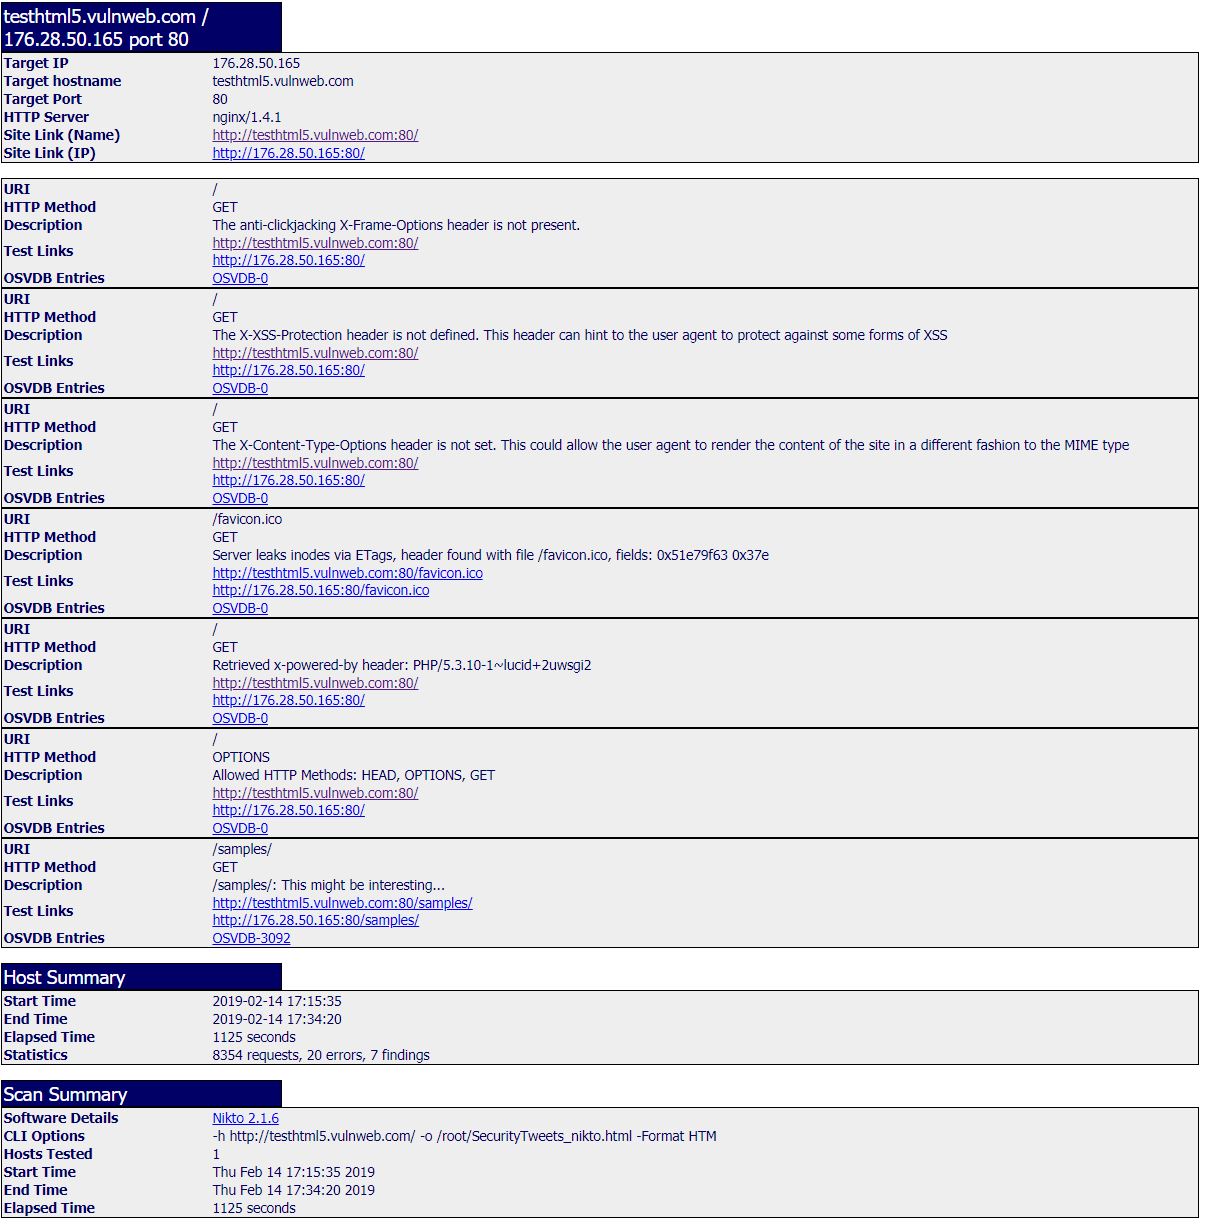 testhtml5.vulnweb.com /
176.28.50.165 port 80
Target IP 176.28.50.165
Target hostname testhtml5.vulnweb.com
Target Port 80
HTTP Server nginx/1.4.1
Site Link (Name) http://testhtml5.vulnweb.com:80/
Site Link (IP) http://176.28.50.165:80/
URI /
HTTP Method GET
Description The anti-clickjacking X-Frame-Options header is not present.
Test Links http://testhtml5.vulnweb.com:80/
http://176.28.50.165:80/
OSVDB Entries OSVDB-0
URI /
HTTP Method GET
Description The X-XSS-Protection header is not defined. This header can hint to the user agent to protect against some forms of XSS
Test Links http://testhtml5.vulnweb.com:80/
http://176.28.50.165:80/
OSVDB Entries OSVDB-0
URI /
HTTP Method GET
Description The X-Content-Type-Options header is not set. This could allow the user agent to render the content of the site in a different fashion to the MIME type
Test Links http://testhtml5.vulnweb.com:80/
http://176.28.50.165:80/
OSVDB Entries OSVDB-0
URI /favicon.ico
HTTP Method GET
Description Server leaks inodes via ETags, header found with file /favicon.ico, fields: 0x51e79f63 0x37e
Test Links http://testhtml5.vulnweb.com:80/favicon.ico
http://176.28.50.165:80/favicon.ico
OSVDB Entries OSVDB-0
URI /
HTTP Method GET
Description Retrieved x-powered-by header: PHP/5.3.10-1~lucid+2uwsgi2
Test Links http://testhtml5.vulnweb.com:80/
http://176.28.50.165:80/
OSVDB Entries OSVDB-0
URI /
HTTP Method OPTIONS
Description Allowed HTTP Methods: HEAD, OPTIONS, GET
Test Links http://testhtml5.vulnweb.com:80/
http://176.28.50.165:80/
OSVDB Entries OSVDB-0
URI /samples/
HTTP Method GET
Description /samples/: This might be interesting...
Test Links http://testhtml5.vulnweb.com:80/samples/
http://176.28.50.165:80/samples/
OSVDB Entries OSVDB-3092
Host Summary
Start Time 2019-02-14 17:15:35
End Time 2019-02-14 17:34:20
Elapsed Time 1125 seconds
Statistics 8354 requests, 20 errors, 7 findings
Scan Summary
Software Details Nikto 2.1.6
CLI Options -h http://testhtml5.vulnweb.com/ -o /root/SecurityTweets_nikto.html -Format HTM
Hosts Tested 1
Start Time Thu Feb 14 17:15:35 2019
End Time Thu Feb 14 17:34:20 2019
Elapsed Time 1125 seconds